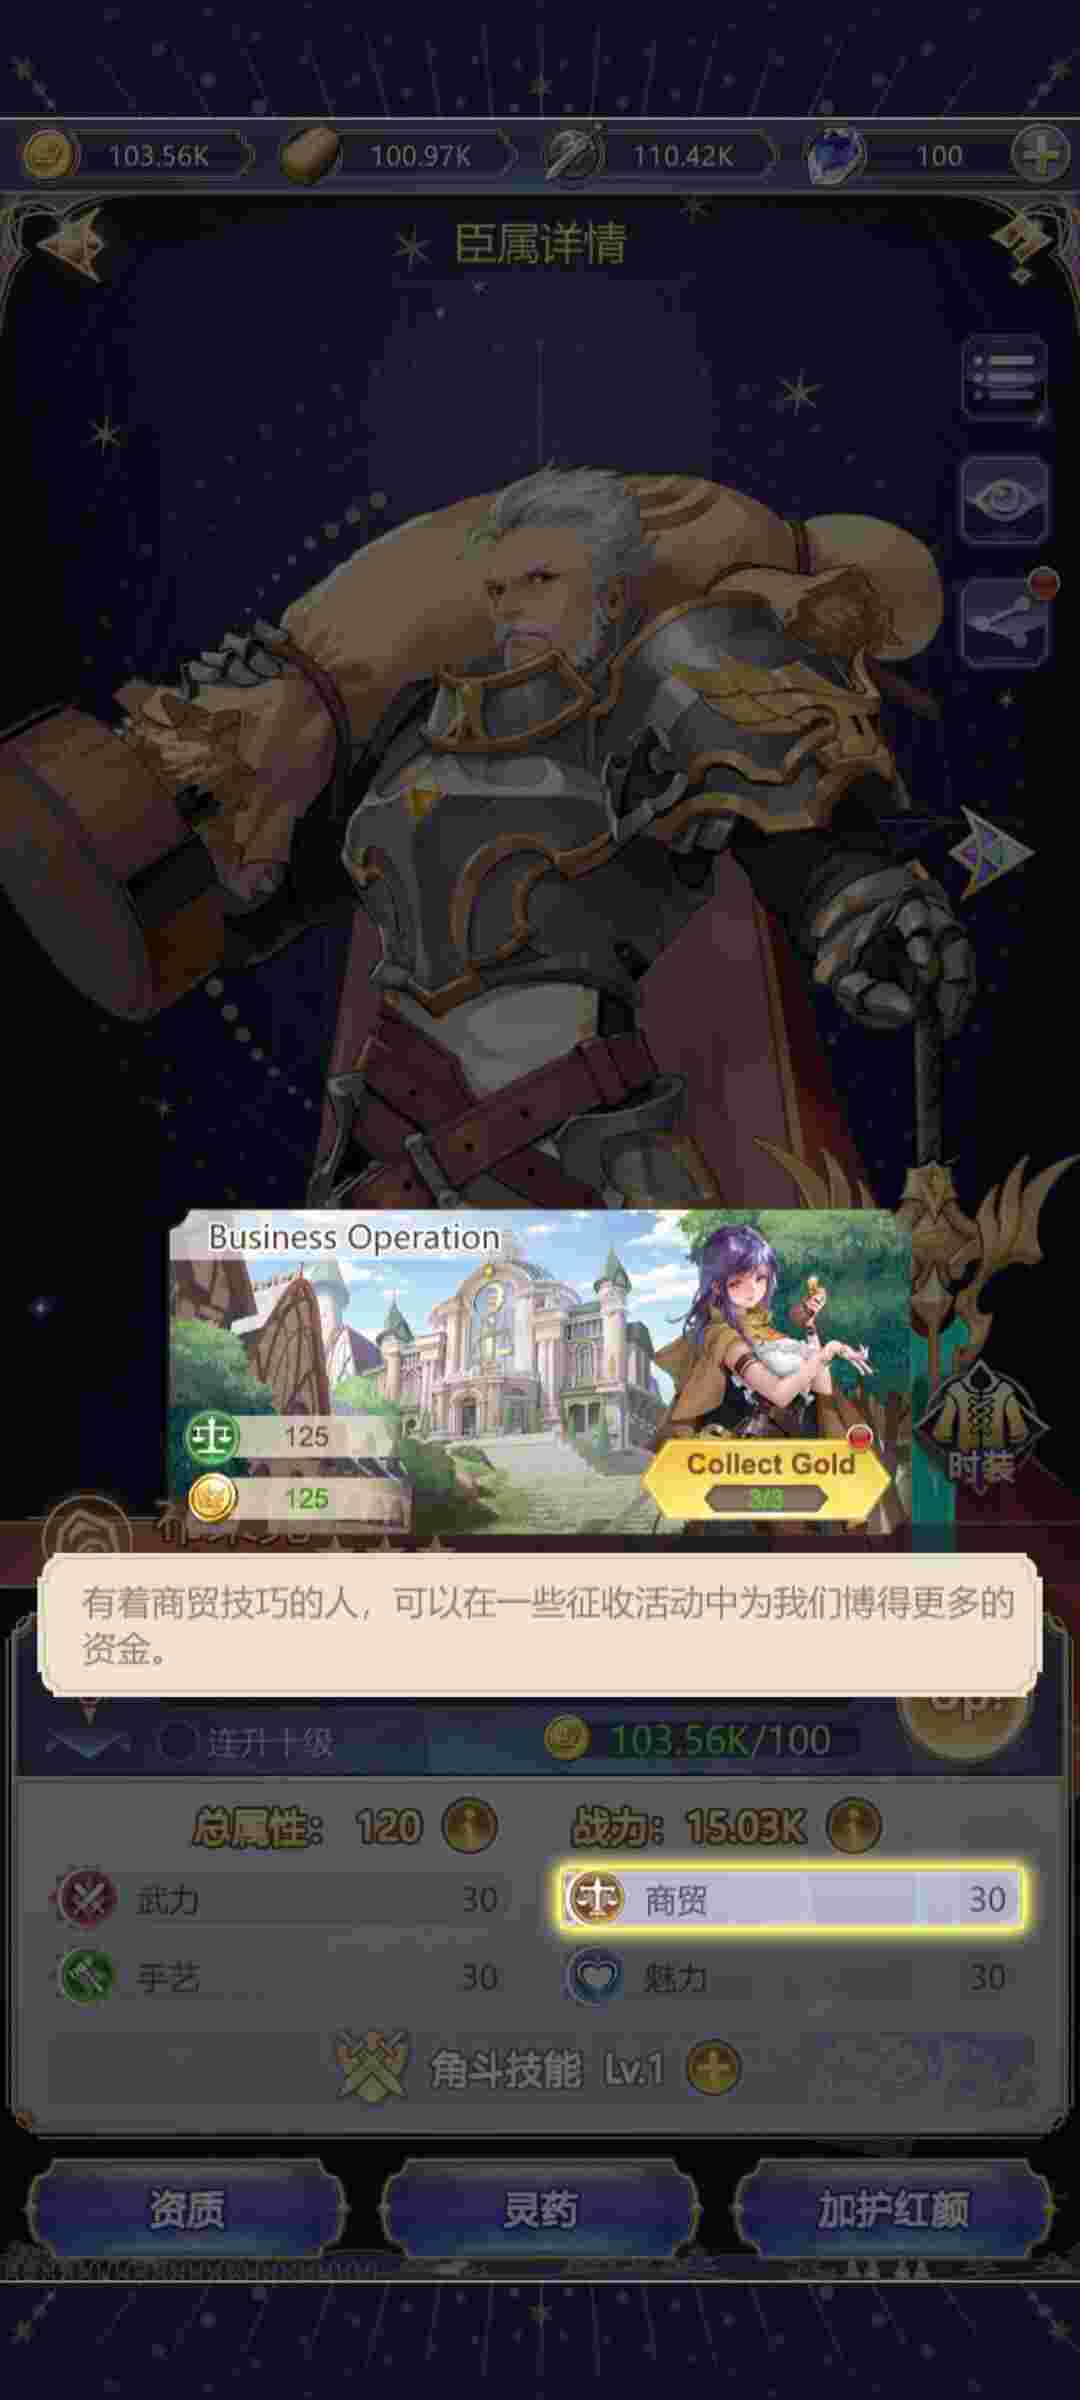 103.56K 100.97K 110.42K 100
臣属详情
Business Operation
125
125
Collect Gold
3/3
时装
有着商贸技巧的人，可以在一些征收活动中为我们博得更多的
资金。
连升十级 103.56K/100
总属性： 120 战力： 15.03K
武力 30 商贸 30
手艺 30 魅力 30
角斗技能 Lv.1
资质 灵药 加护红颜